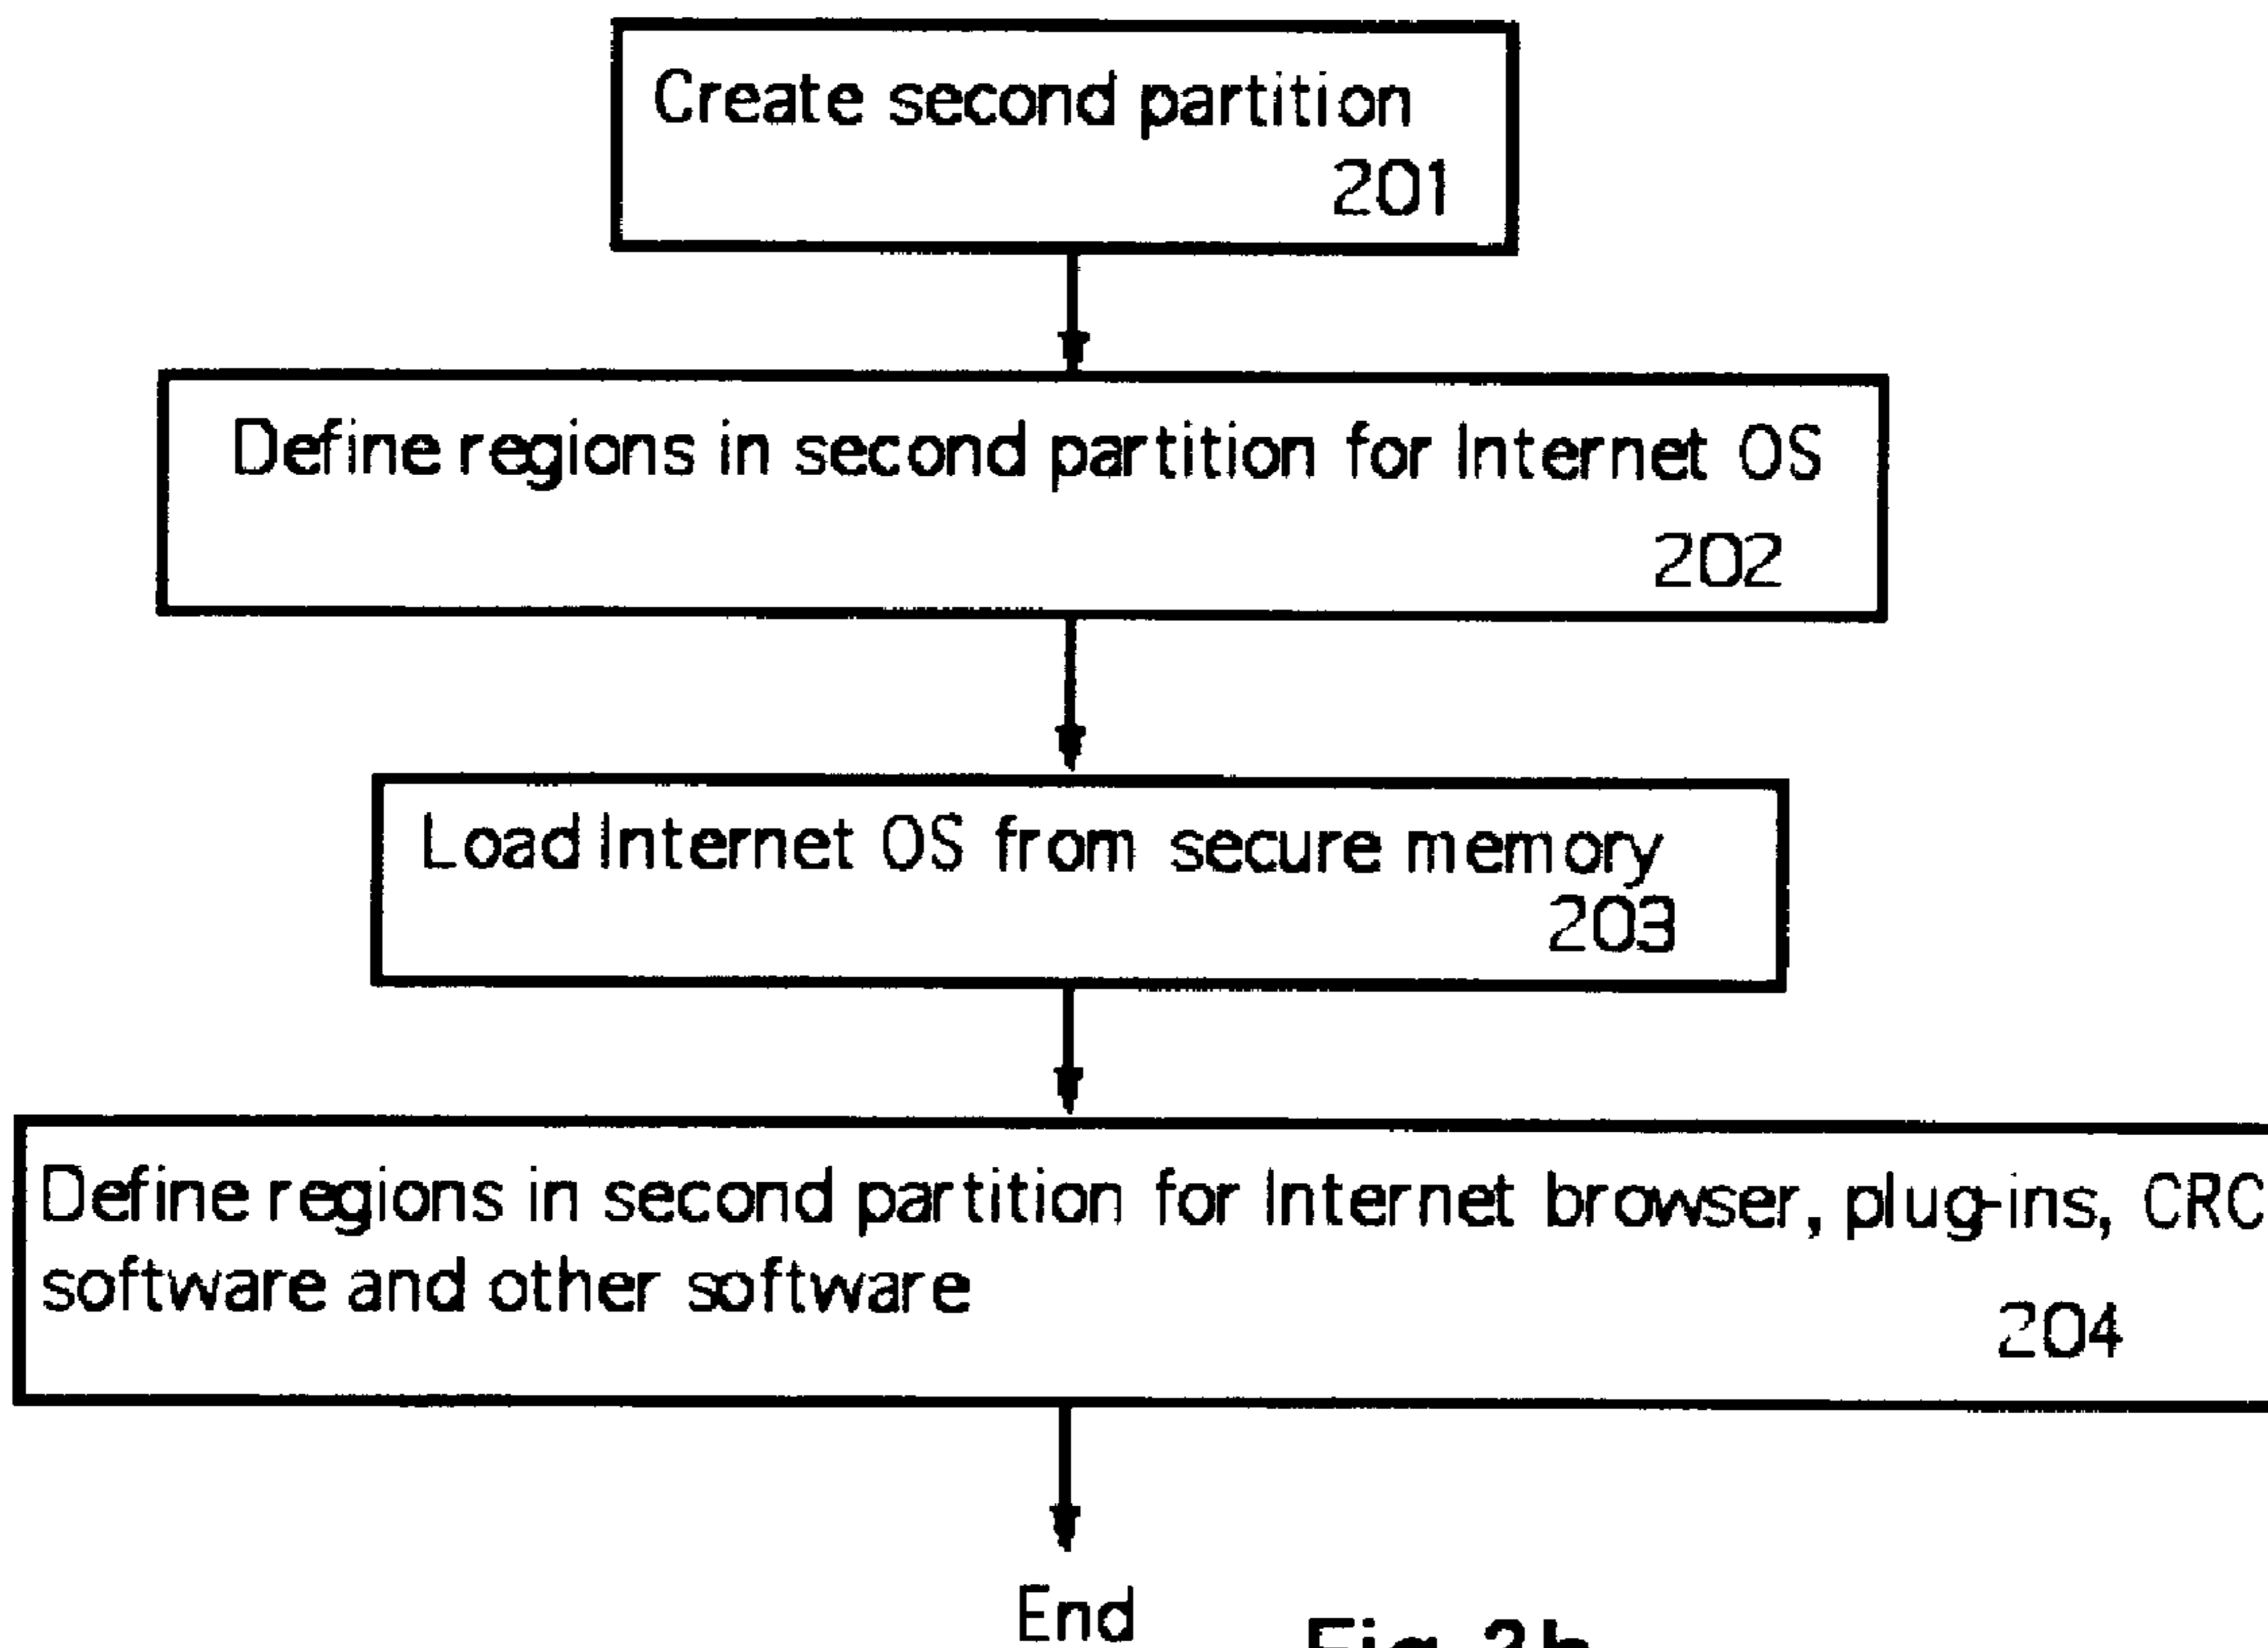 Create second partition
201
Define regions in second partition for Internet OS
202
Load Internet OS from secure memory
203
Define regions in second partition for Internet browser, plug-ins, CRC
software and other software
204
End